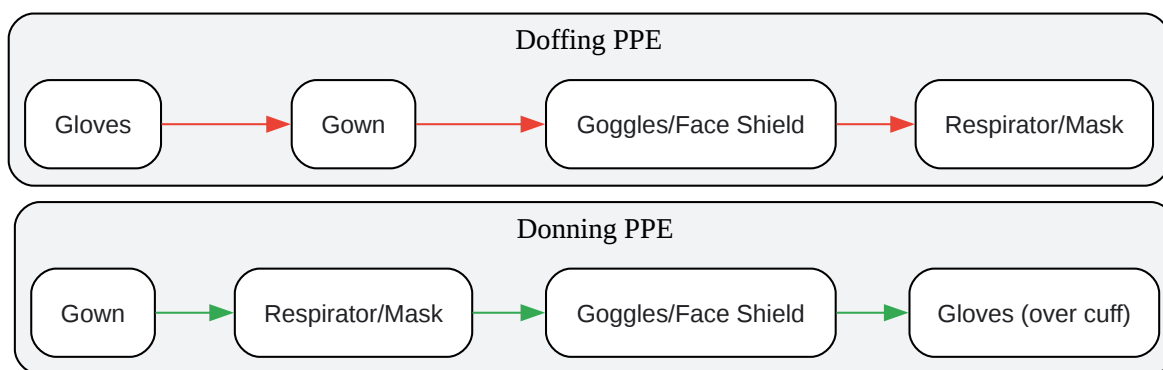 Doffing PPE
Gloves
Gown
Goggles/Face Shield
Respirator/Mask
Donning PPE
Gown
Respirator/Mask
Goggles/Face Shield
Gloves (over cuff)